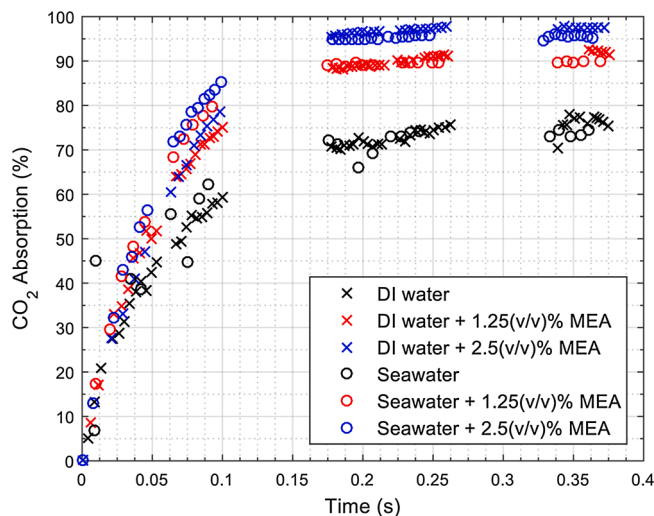 100
90
80
70
60
50
40
30
20
10
0
CO2 Absorption (%)
DI water
DI water + 1.25(v/v)% MEA
DI water + 2.5(v/v)% MEA
Seawater
Seawater + 1.25(v/v)% MEA
Seawater + 2.5(v/v)% MEA
0 0.05 0.1 0.15 0.2 0.25 0.3 0.35 0.4
Time (s)